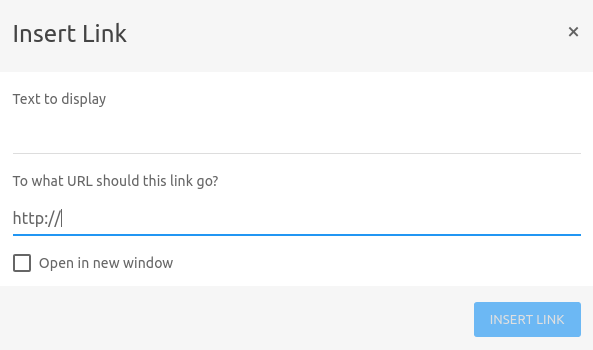 Insert Link
×
Text to display
To what URL should this link go?
http://
Open in new window
INSERT LINK